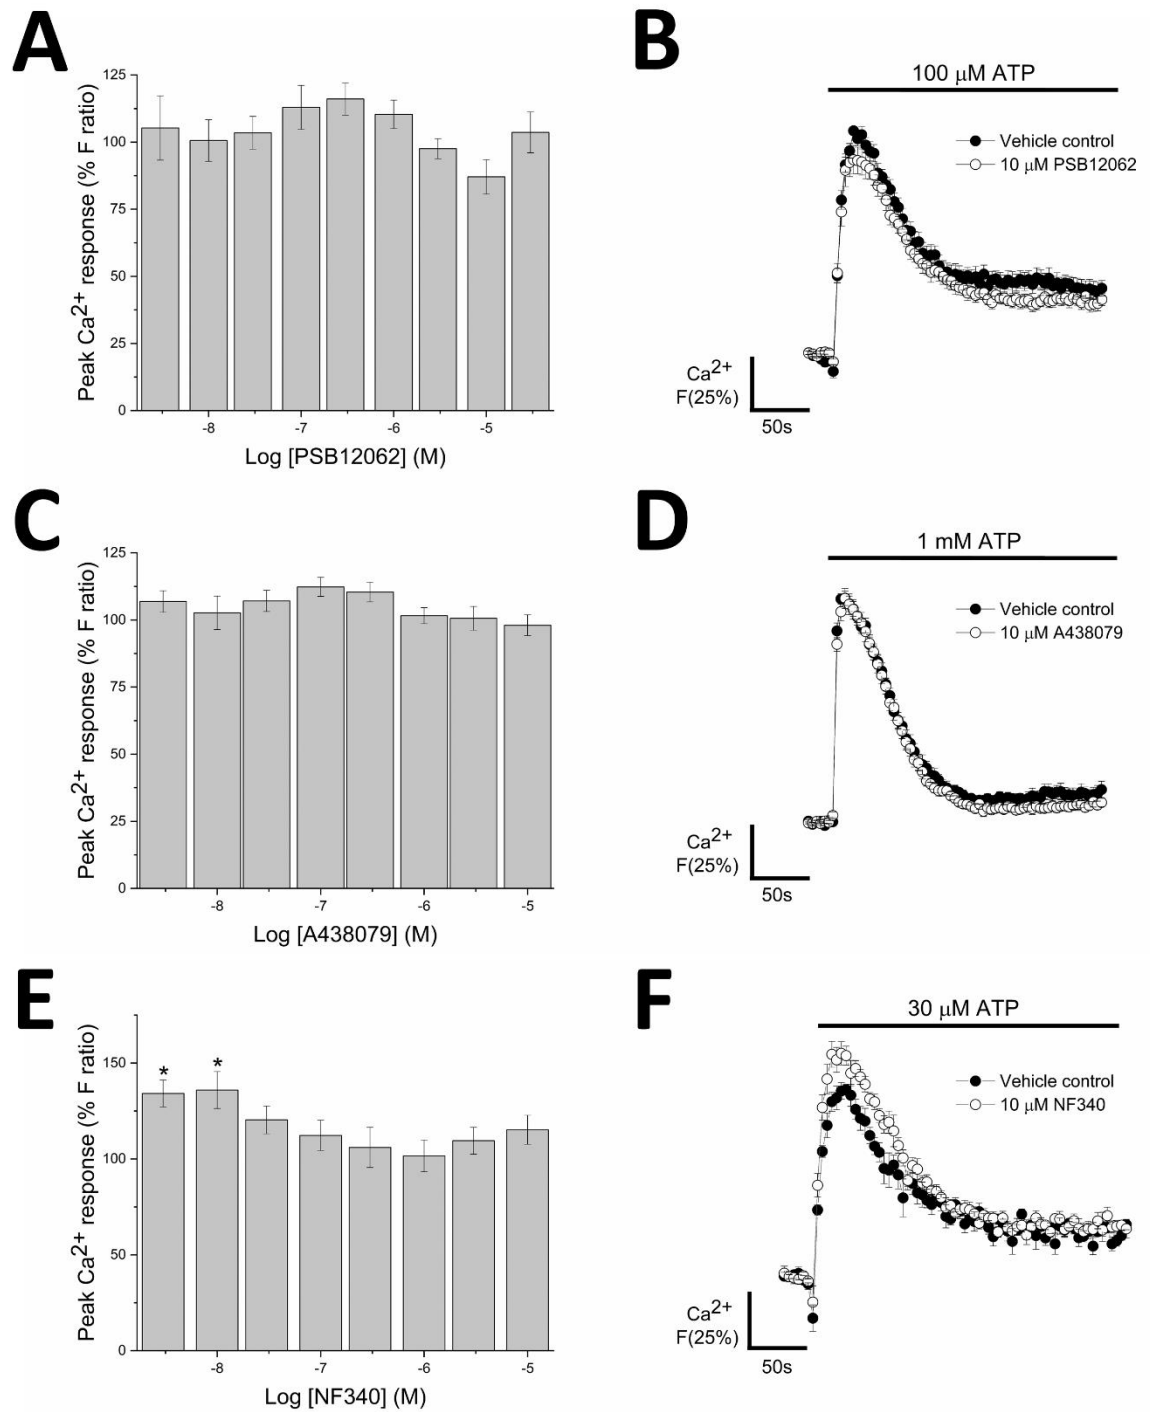 A
Peak Ca2+ response (% F ratio)
125
100
75
50
25
0
-8
-7
-6
-5
Log [PSB12062] (M)
B
100 μM ATP
Vehicle control
10 μM PSB12062
Ca2+
F(25%)
50s
C
Peak Ca2+ response (% F ratio)
125
100
75
50
25
0
-8
-7
-6
-5
Log [A438079] (M)
D
1 mM ATP
Vehicle control
10 μM A438079
Ca2+
F(25%)
50s
E
Peak Ca2+ response (% F ratio)
150
100
50
0
*
*
-8
-7
-6
-5
Log [NF340] (M)
F
30 μM ATP
Vehicle control
10 μM NF340
Ca2+
F(25%)
50s